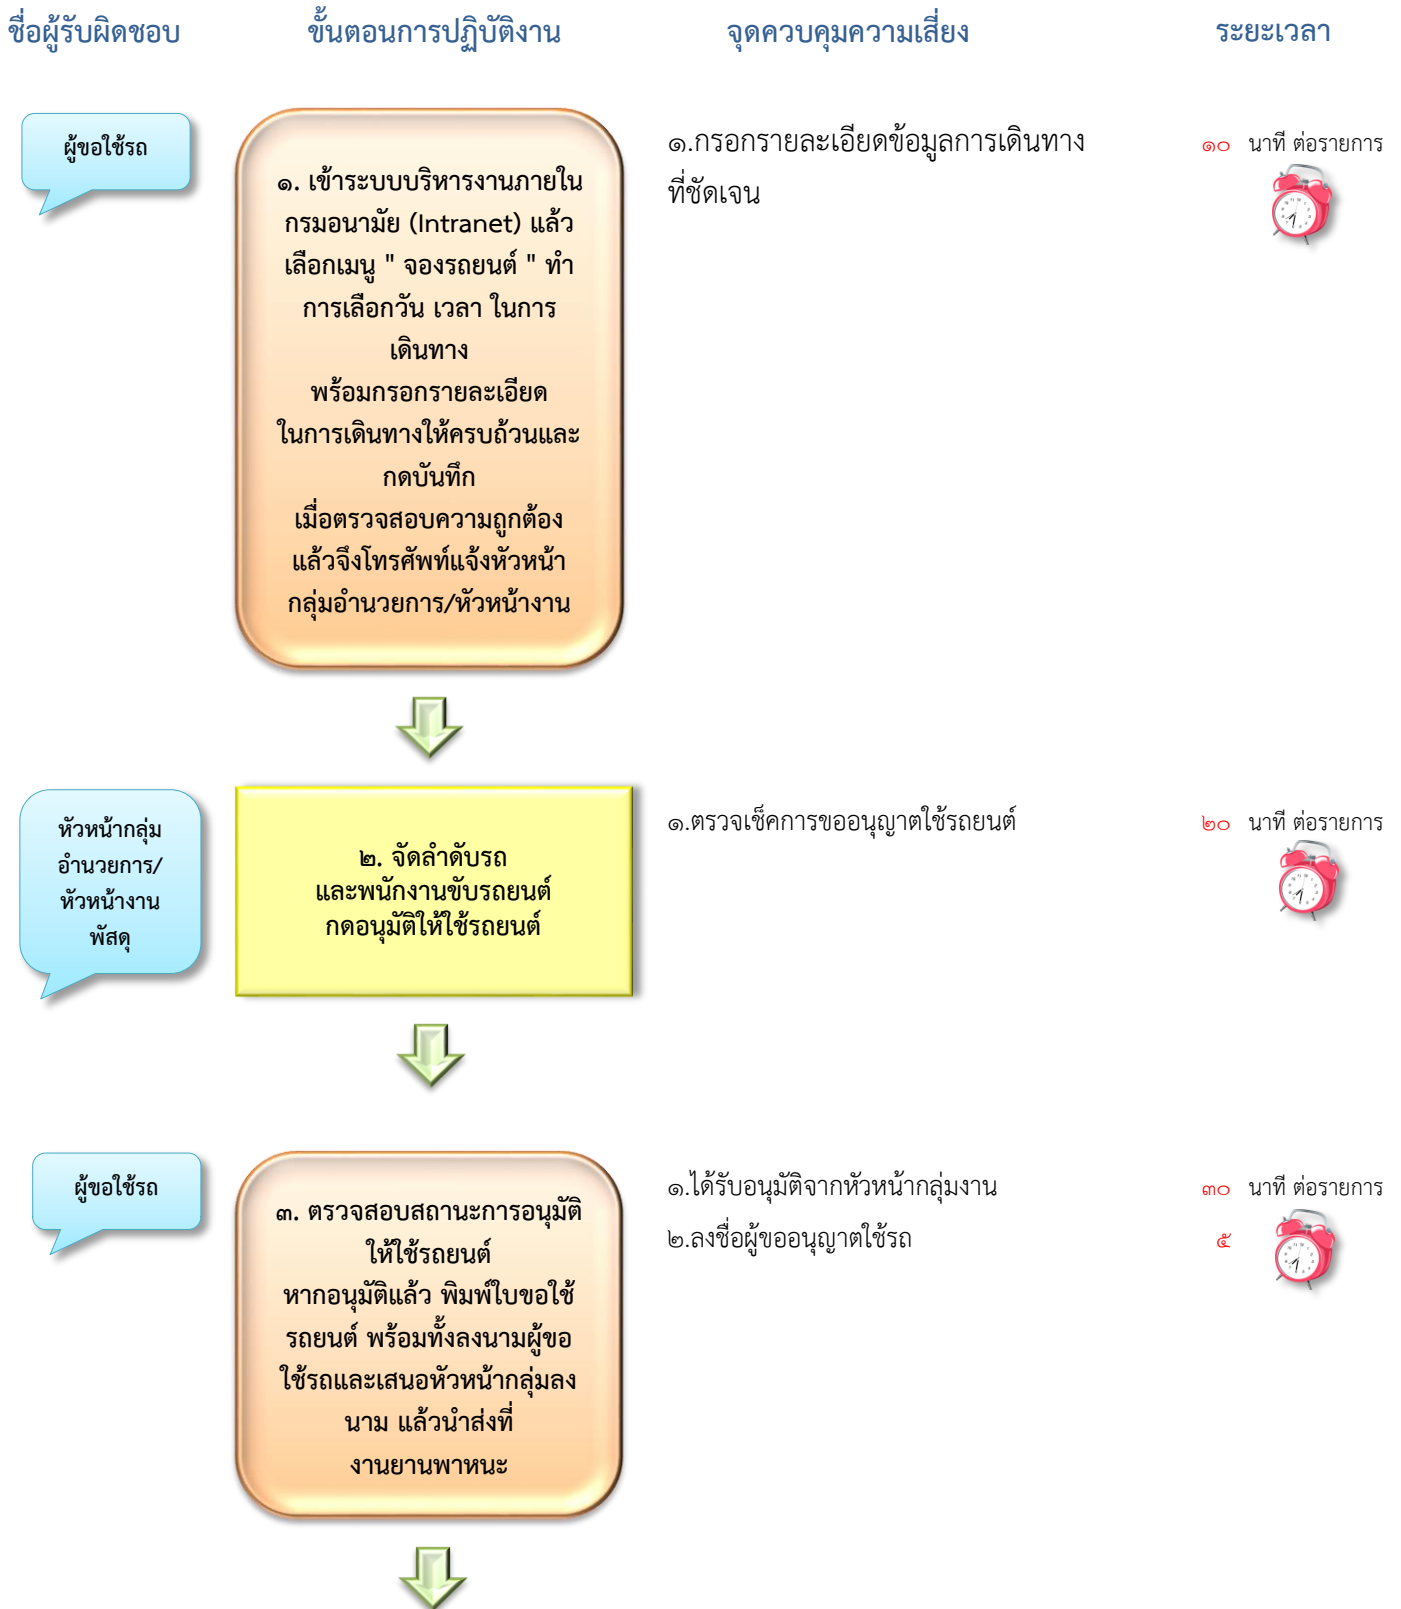 ชื่อผู้รับผิดชอบ
ขั้นตอนการปฏิบัติงาน
จุดควบคุมความเสี่ยง
ระยะเวลา
ผู้ขอใช้รถ
๑. เข้าระบบบริหารงานภายใน
กรมอนามัย (Intranet) แล้ว
เลือกเมนู " จองรถยนต์ " ทำ
การเลือกวัน เวลา ในการ
เดินทาง
พร้อมกรอกรายละเอียด
ในการเดินทางให้ครบถ้วนและ
กดบันทึก
เมื่อตรวจสอบความถูกต้อง
แล้วจึงโทรศัพท์แจ้งหัวหน้า
กลุ่มอำนวยการ/หัวหน้างาน
๑.กรอกรายละเอียดข้อมูลการเดินทาง
ที่ชัดเจน
๑๐ นาที ต่อรายการ
หัวหน้ากลุ่ม
อำนวยการ/
หัวหน้างาน
พัสดุ
๒. จัดลำดับรถ
และพนักงานขับรถยนต์
กดอนุมัติให้ใช้รถยนต์
๑.ตรวจเช็คการขออนุญาตใช้รถยนต์
๒๐ นาที ต่อรายการ
ผู้ขอใช้รถ
๓. ตรวจสอบสถานะการอนุมัติ
ให้ใช้รถยนต์
หากอนุมัติแล้ว พิมพ์ใบขอใช้
รถยนต์ พร้อมทั้งลงนามผู้ขอ
ใช้รถและเสนอหัวหน้ากลุ่มลง
นาม แล้วนำส่งที่
งานยานพาหนะ
๑.ได้รับอนุมัติจากหัวหน้ากลุ่มงาน
๒.ลงชื่อผู้ขออนุญาตใช้รถ
๓๐ นาที ต่อรายการ
๕